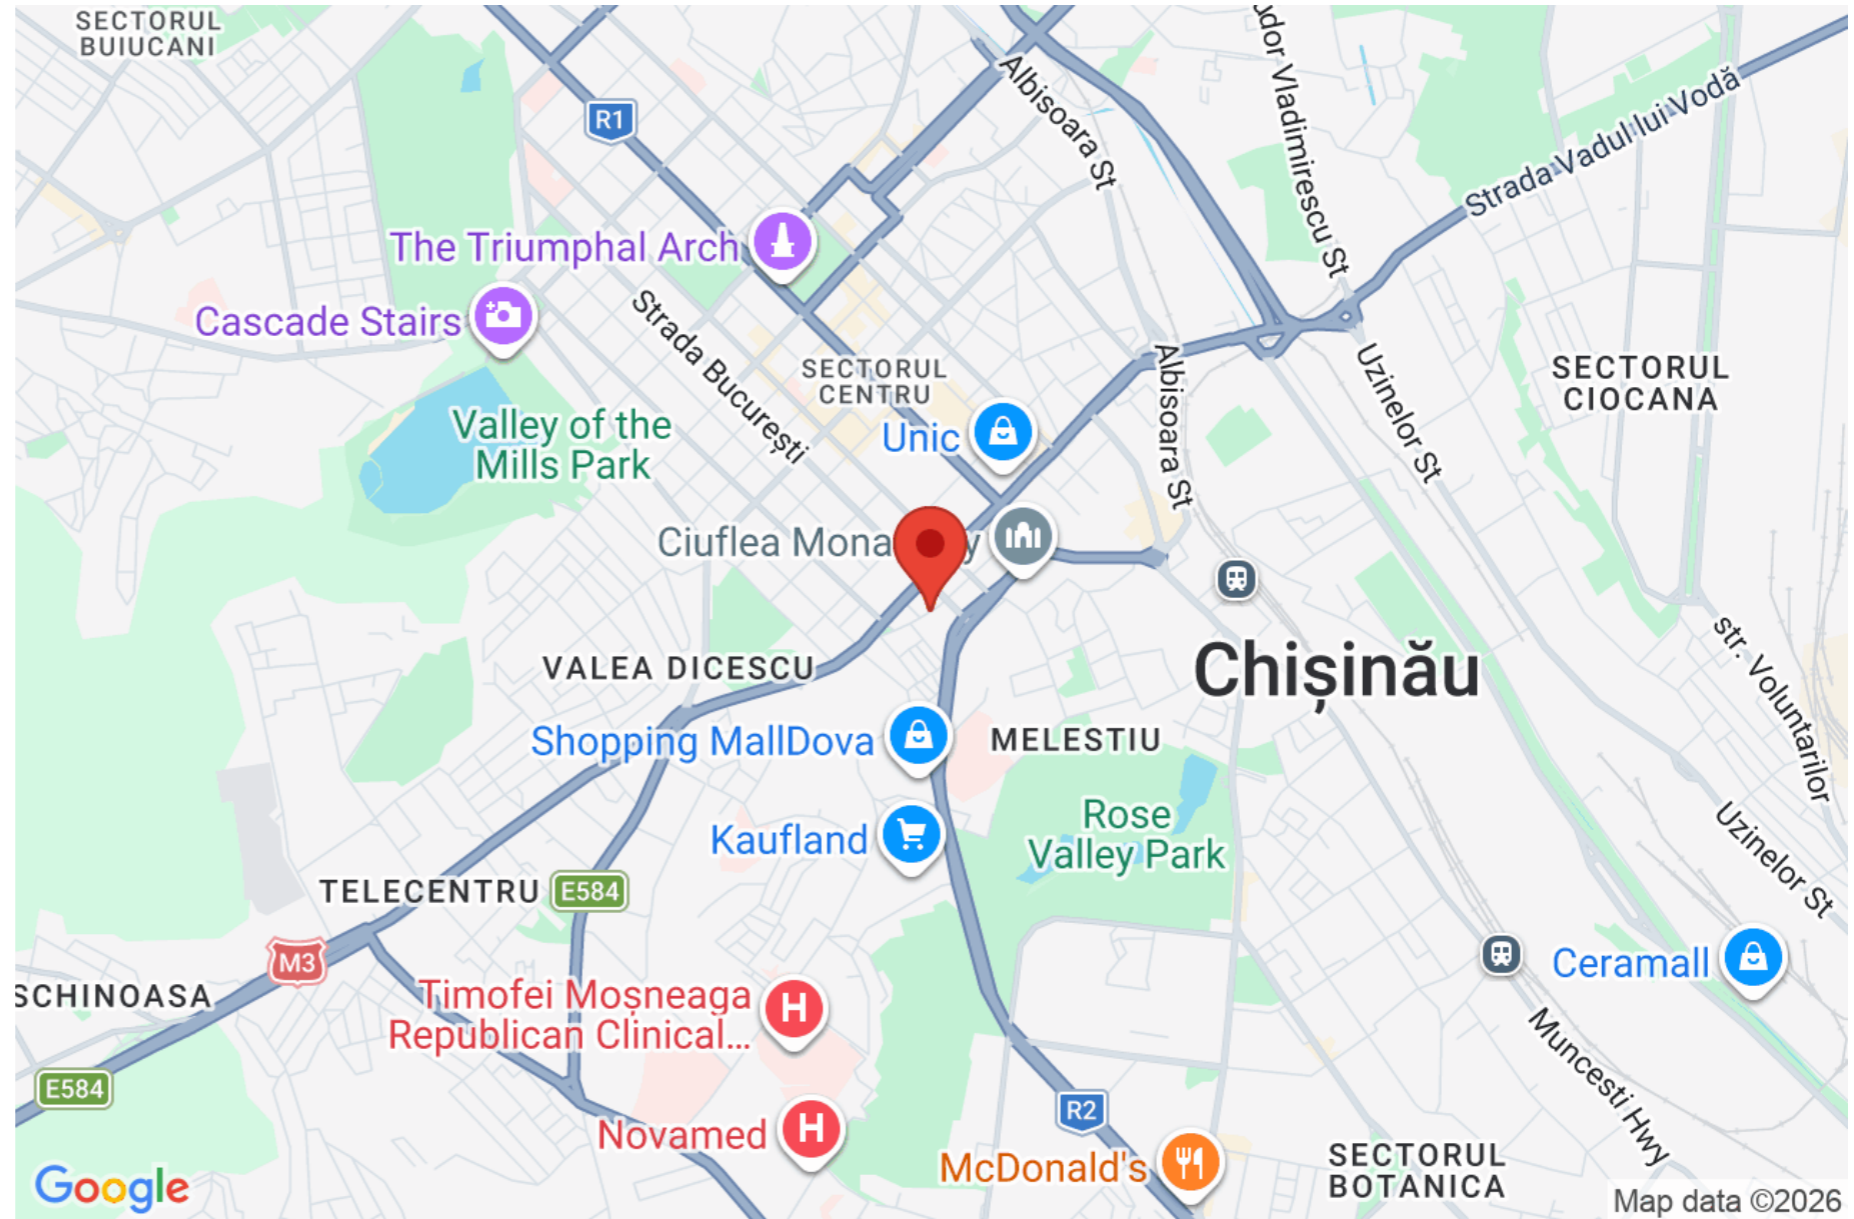 SECTORUL
BUIUCANI
R1
Albisoara St
udor Vladimirescu St
Strada Vadul lui Vodă
The Triumphal Arch
Cascade Stairs
Strada București
SECTORUL
CENTRU
Albisoara St
Uzinelor St
SECTORUL
CIOCANA
Valley of the
Mills Park
Unic
Ciuflea Mona y
Chișinău
str. Voluntarilor
VALEA DICESCU
Shopping MallDova
MELESTIU
Rose
Valley Park
Kaufland
Uzinelor St
TELECENTRU
E584
M3
Ceramall
SCHINOASA
Timofei Moșneaga
Republican Clinical...
Muncesti Hwy
E584
R2
Novamed
McDonald's
SECTORUL
BOTANICA
Google
Map data ©2026